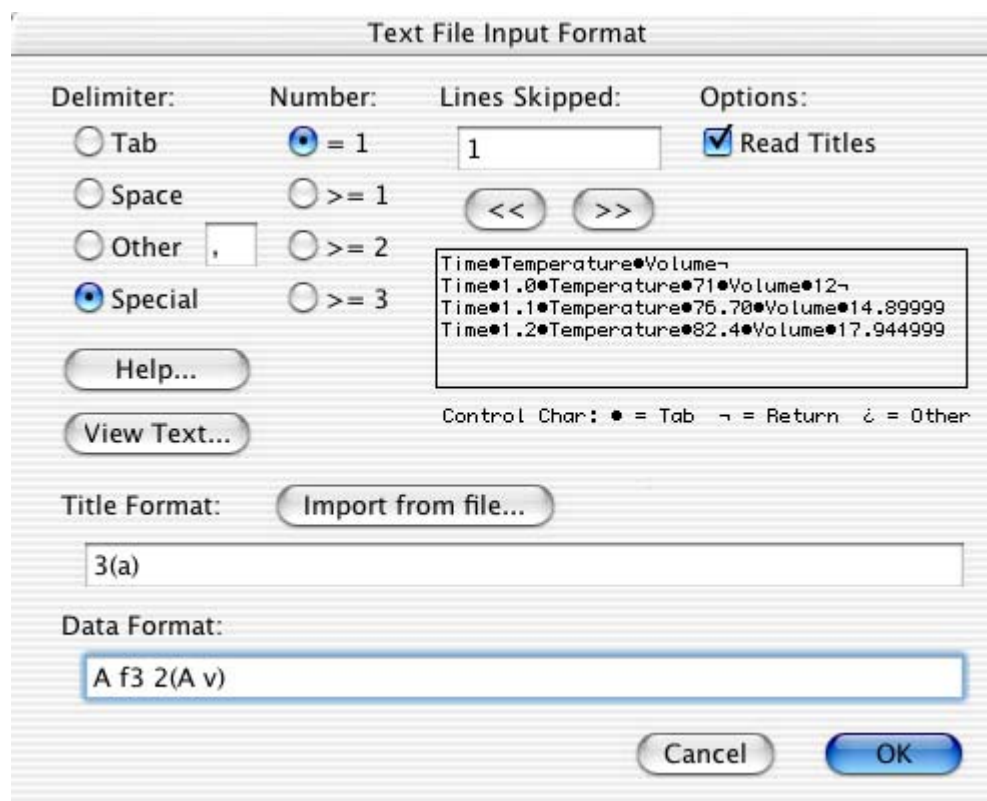 Text File Input Format
Delimiter: Number: Lines Skipped: Options:
Tab = 1 1 Read Titles
Space >= 1 << >>
Other , >= 2
Special >= 3
Time●Temperature●Volume¬
Time●1.0●Temperature●71●Volume●12¬
Time●1.1●Temperature●76.70●Volume●14.89999
Time●1.2●Temperature●82.4●Volume●17.944999
Help...
Control Char: ● = Tab ¬ = Return ¿ = Other
View Text...
Title Format: Import from file...
3(a)
Data Format:
A f3 2(A v)
Cancel OK